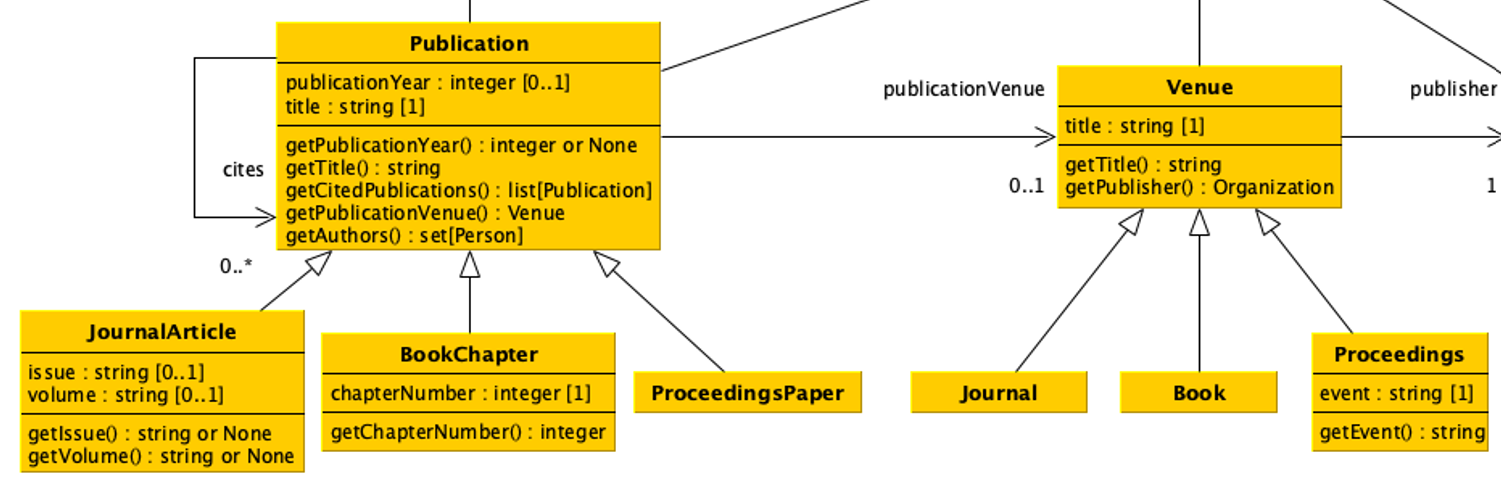 Publication
publicationYear : integer [0..1]
title : string [1]
getPublicationYear() : integer or None
getTitle() : string
getCitedPublications() : list[Publication]
getPublicationVenue() : Venue
getAuthors() : set[Person]
cites
0..*
publicationVenue
0..1
Venue
title : string [1]
getTitle() : string
getPublisher() : Organization
publisher
1
JournalArticle
issue : string [0..1]
volume : string [0..1]
getIssue() : string or None
getVolume() : string or None
BookChapter
chapterNumber : integer [1]
getChapterNumber() : integer
ProceedingsPaper
Journal
Book
Proceedings
event : string [1]
getEvent() : string